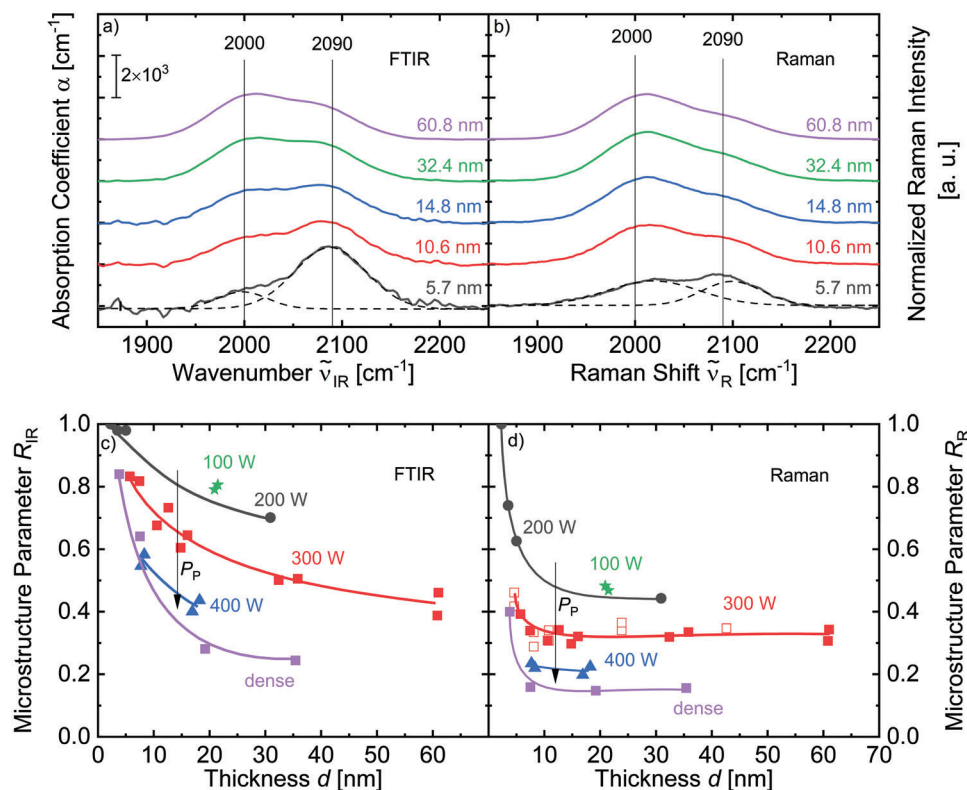 a)
2000
2090
FTIR
2×10³
60.8 nm
32.4 nm
14.8 nm
10.6 nm
5.7 nm
Absorption Coefficient α [cm⁻¹]
1900 2000 2100 2200
Wavenumber ν̃_IR [cm⁻¹]
b)
2000
2090
Raman
60.8 nm
32.4 nm
14.8 nm
10.6 nm
5.7 nm
Normalized Raman Intensity
[a. u.]
1900 2000 2100 2200
Raman Shift ν̃_R [cm⁻¹]
c)
FTIR
100 W
200 W
300 W
P_P
400 W
dense
Microstructure Parameter R_IR
1.0
0.8
0.6
0.4
0.2
0.0
0 10 20 30 40 50 60
Thickness d [nm]
d)
Raman
200 W
100 W
P_P
300 W
400 W
dense
1.0
0.8
0.6
0.4
0.2
0.0
Microstructure Parameter R_R
10 20 30 40 50 60 70
Thickness d [nm]